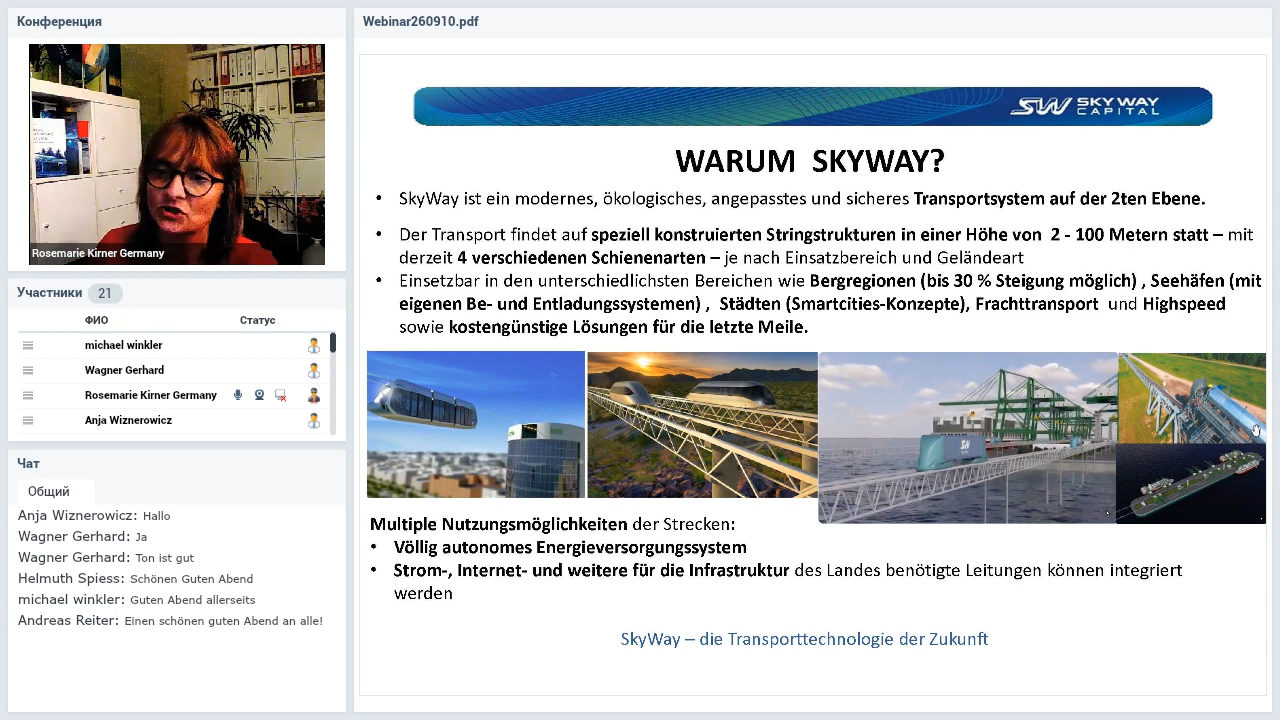 Конференция
Rosemarie Kirner Germany
Участники 21
ФИО Статус
michael winkler
Wagner Gerhard
Rosemarie Kirner Germany
Anja Wiznerowicz
Чат
Общий
Anja Wiznerowicz: Hallo
Wagner Gerhard: Ja
Wagner Gerhard: Ton ist gut
Helmuth Spiess: Schönen Guten Abend
michael winkler: Guten Abend allerseits
Andreas Reiter: Einen schönen guten Abend an alle!
Webinar260910.pdf
SW SKY WAY
CAPITAL
WARUM SKYWAY?
• SkyWay ist ein modernes, ökologisches, angepasstes und sicheres Transportsystem auf der 2ten Ebene.
• Der Transport findet auf speziell konstruierten Stringstrukturen in einer Höhe von 2 - 100 Metern statt – mit
derzeit 4 verschiedenen Schienenarten – je nach Einsatzbereich und Geländeart
• Einsetzbar in den unterschiedlichsten Bereichen wie Bergregionen (bis 30 % Steigung möglich) , Seehäfen (mit
eigenen Be- und Entladungssystemen) , Städten (Smartcities-Konzepte), Frachttransport und Highspeed
sowie kostengünstige Lösungen für die letzte Meile.
SW
Multiple Nutzungsmöglichkeiten der Strecken:
• Völlig autonomes Energieversorgungssystem
• Strom-, Internet- und weitere für die Infrastruktur des Landes benötigte Leitungen können integriert
werden
SkyWay – die Transporttechnologie der Zukunft